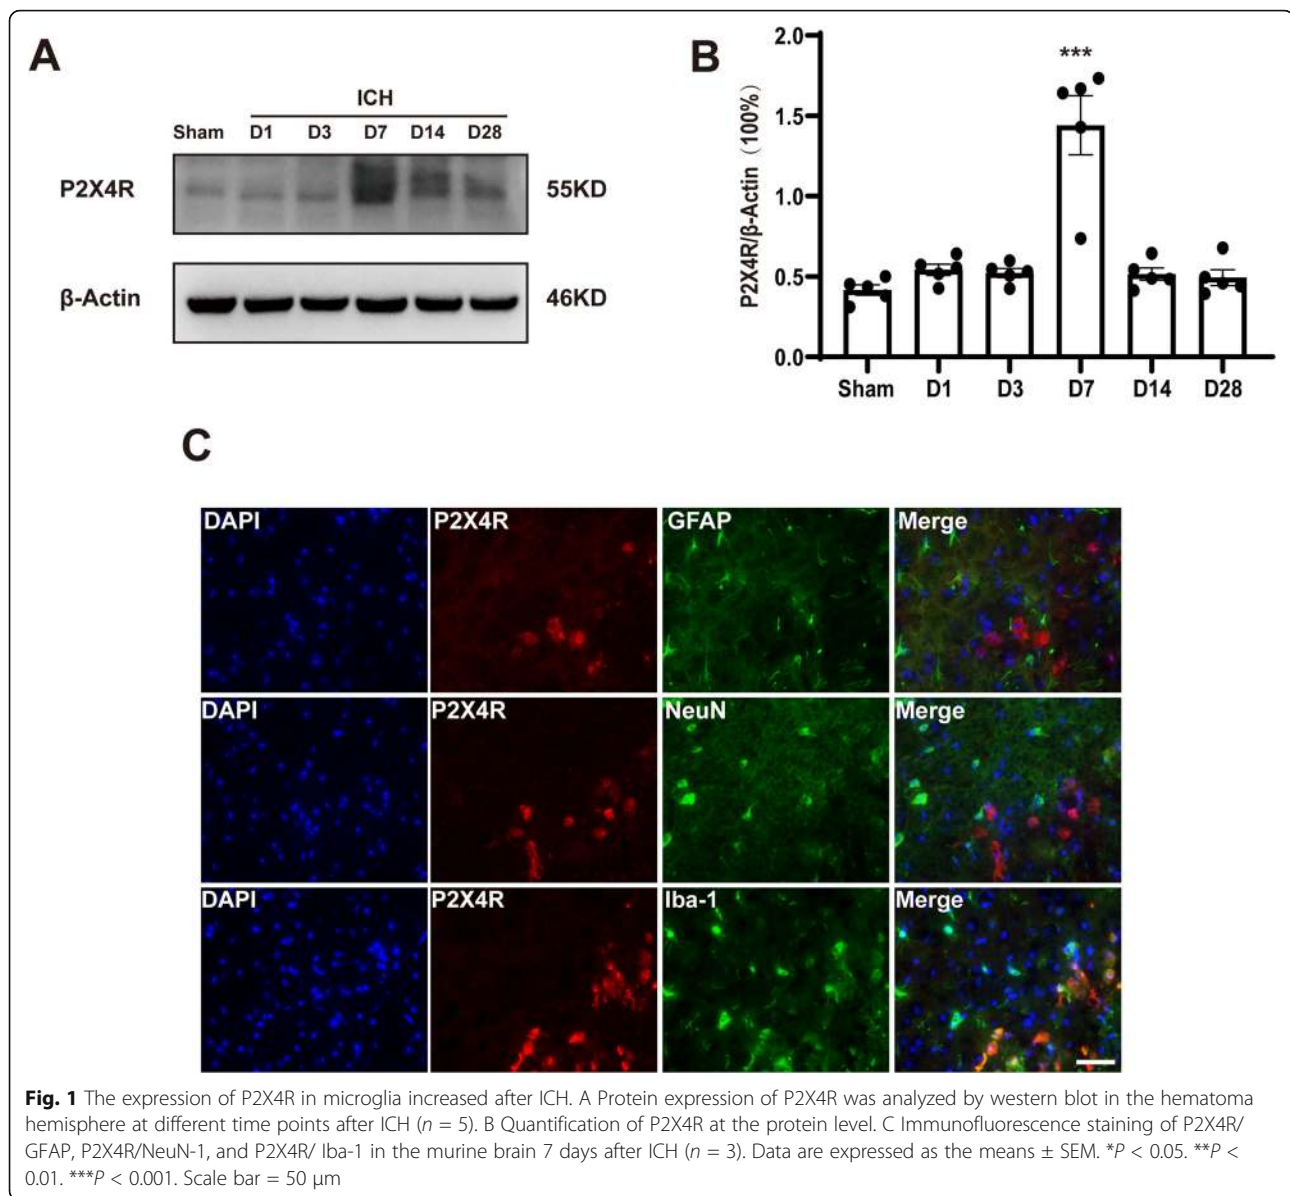 A
ICH
Sham D1 D3 D7 D14 D28
P2X4R 55KD
β-Actin 46KD
B
P2X4R/β-Actin (100%)
2.0
1.5
1.0
0.5
0.0
***
Sham D1 D3 D7 D14 D28
C
DAPI P2X4R GFAP Merge
DAPI P2X4R NeuN Merge
DAPI P2X4R Iba-1 Merge
Fig. 1 The expression of P2X4R in microglia increased after ICH. A Protein expression of P2X4R was analyzed by western blot in the hematoma
hemisphere at different time points after ICH (n = 5). B Quantification of P2X4R at the protein level. C Immunofluorescence staining of P2X4R/
GFAP, P2X4R/NeuN-1, and P2X4R/ Iba-1 in the murine brain 7 days after ICH (n = 3). Data are expressed as the means ± SEM. *P < 0.05. **P <
0.01. ***P < 0.001. Scale bar = 50 μm